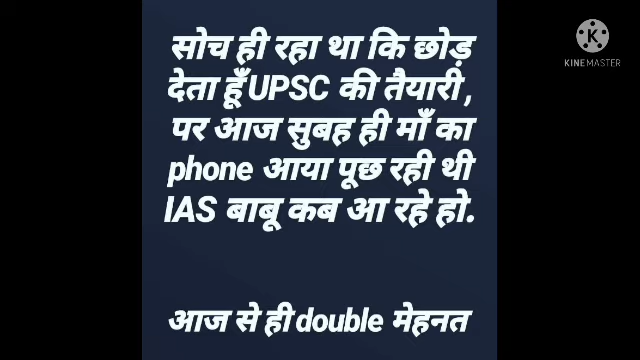 सोच ही रहा था कि छोड़
देता हूँ UPSC की तैयारी,
पर आज सुबह ही माँ का
phone आया पूछ रही थी
IAS बाबू कब आ रहे हो.
आज से ही double मेहनत
K
KINEMASTER